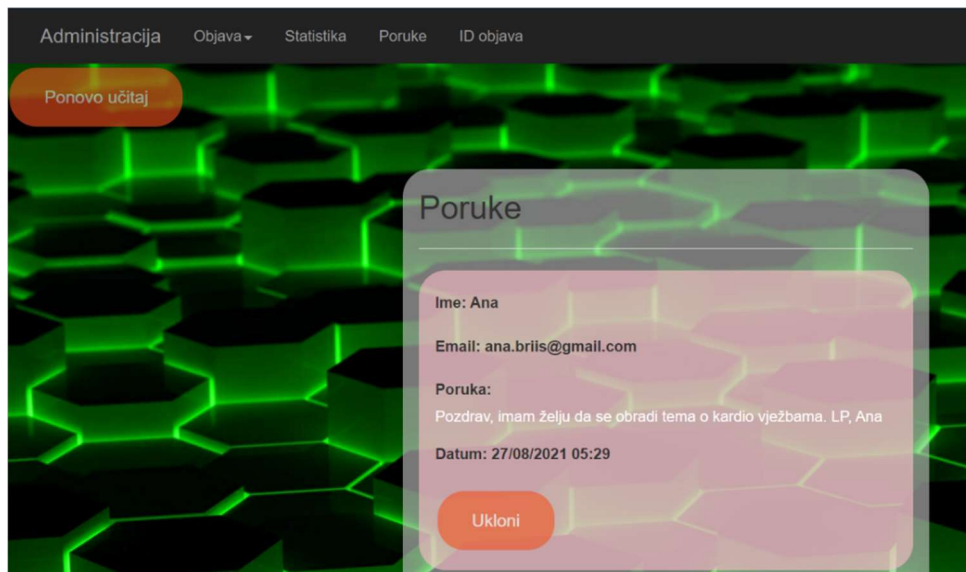 Administracija Objava Statistika Poruke ID objava
Ponovo učitaj
Poruke
Ime: Ana
Email: ana.briis@gmail.com
Poruka:
Pozdrav, imam želju da se obradi tema o kardio vježbama. LP, Ana
Datum: 27/08/2021 05:29
Ukloni